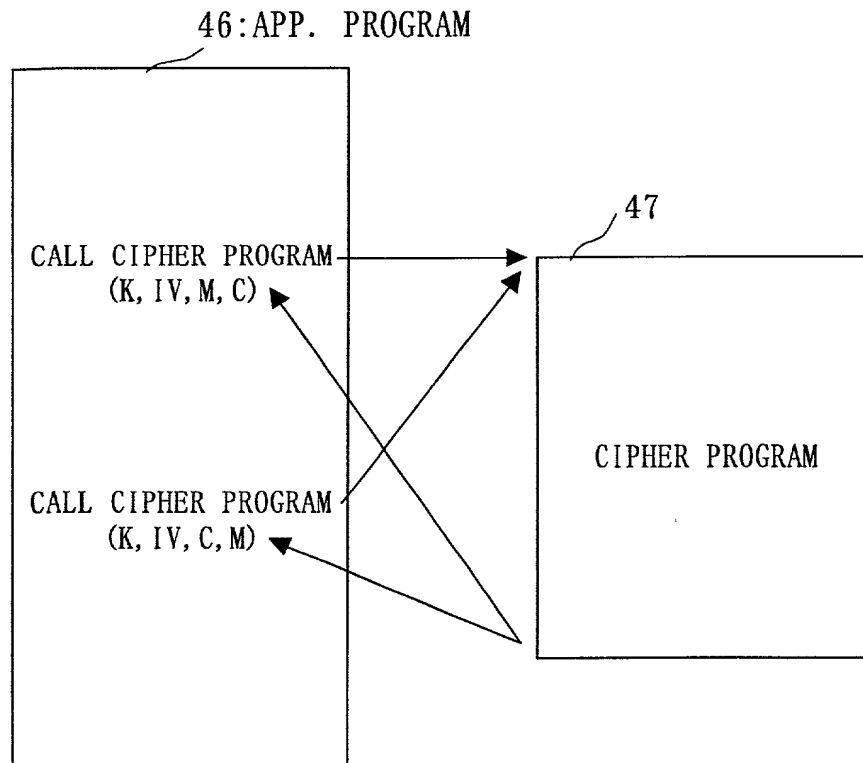 46:APP. PROGRAM
47
CALL CIPHER PROGRAM
(K, IV, M, C)
CIPHER PROGRAM
CALL CIPHER PROGRAM
(K, IV, C, M)